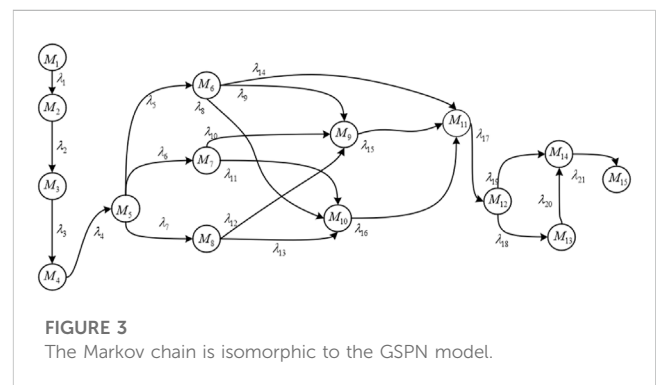 M1
λ1
M2
λ2
M3
λ3
M4
λ4
M5
λ5
λ6
λ7
M6
λ14
λ9
λ8
M7
λ10
λ11
M8
λ12
λ13
M9
λ15
M10
λ16
M11
λ17
M12
λ19
λ18
M13
λ20
M14
λ21
M15
FIGURE 3
The Markov chain is isomorphic to the GSPN model.